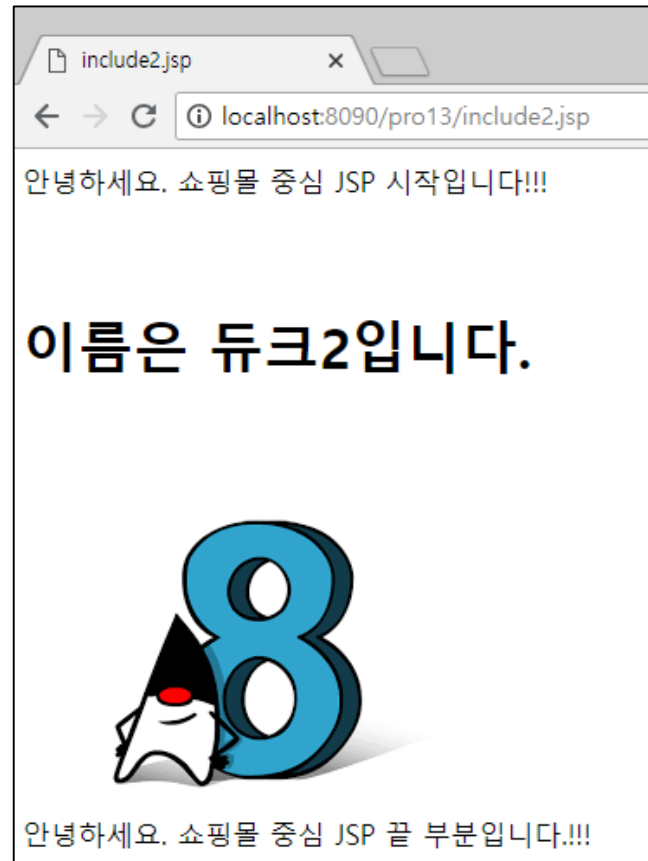 include2.jsp
localhost:8090/pro13/include2.jsp
안녕하세요. 쇼핑몰 중심 JSP 시작입니다!!!
이름은 듀크2입니다.
8
안녕하세요. 쇼핑몰 중심 JSP 끝 부분입니다.!!!